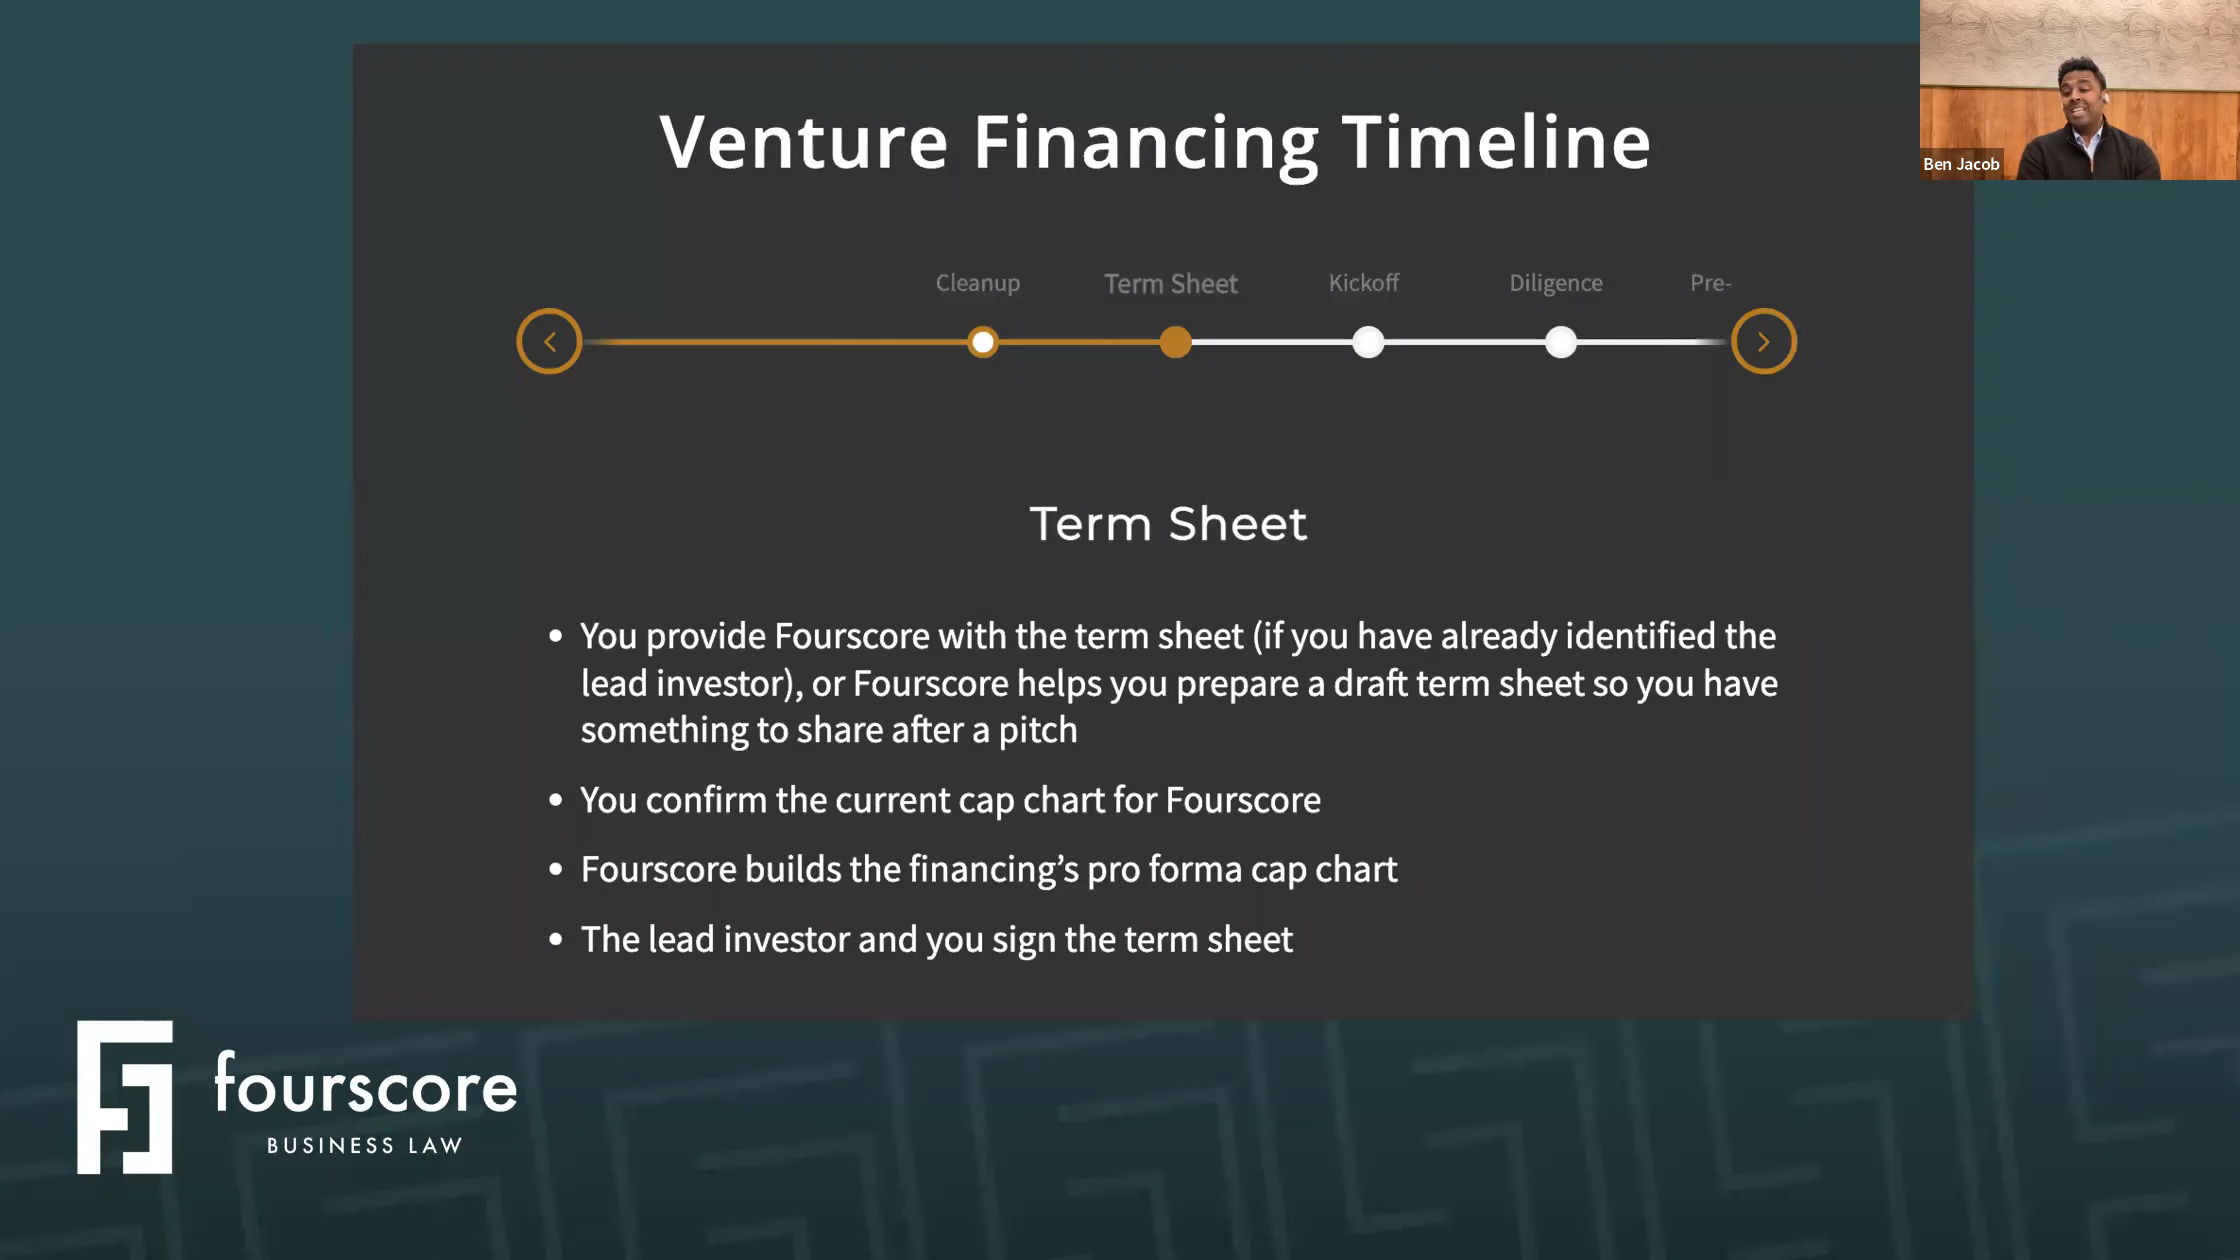 Venture Financing Timeline
Ben Jacob
Cleanup
Term Sheet
Kickoff
Diligence
Pre-
Term Sheet
• You provide Fourscore with the term sheet (if you have already identified the
lead investor), or Fourscore helps you prepare a draft term sheet so you have
something to share after a pitch
• You confirm the current cap chart for Fourscore
• Fourscore builds the financing’s pro forma cap chart
• The lead investor and you sign the term sheet
fourscore
BUSINESS LAW